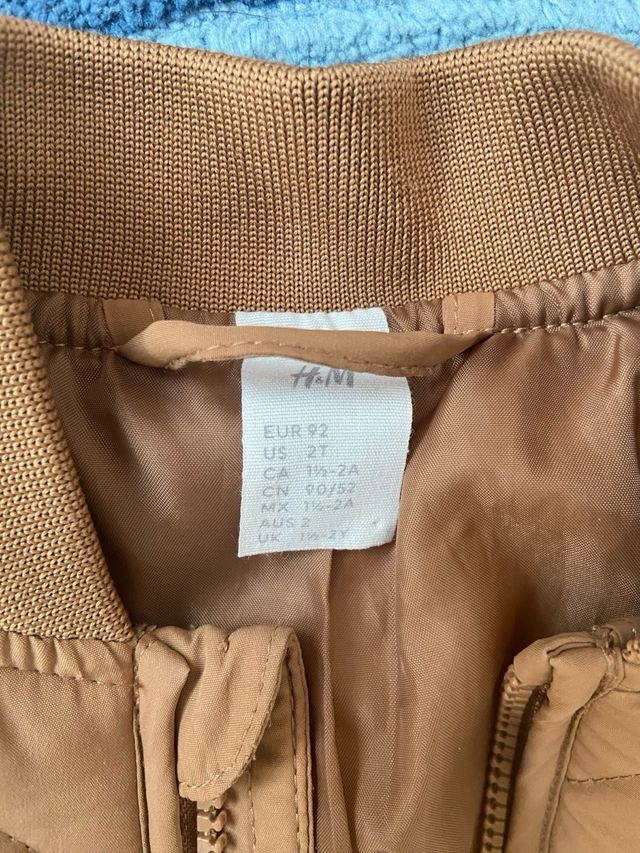 H&M
EUR 92
US 2T
CA 1½-2A
CN 90/52
MX 1½-2A
AUS 2
UK 1½-2Y